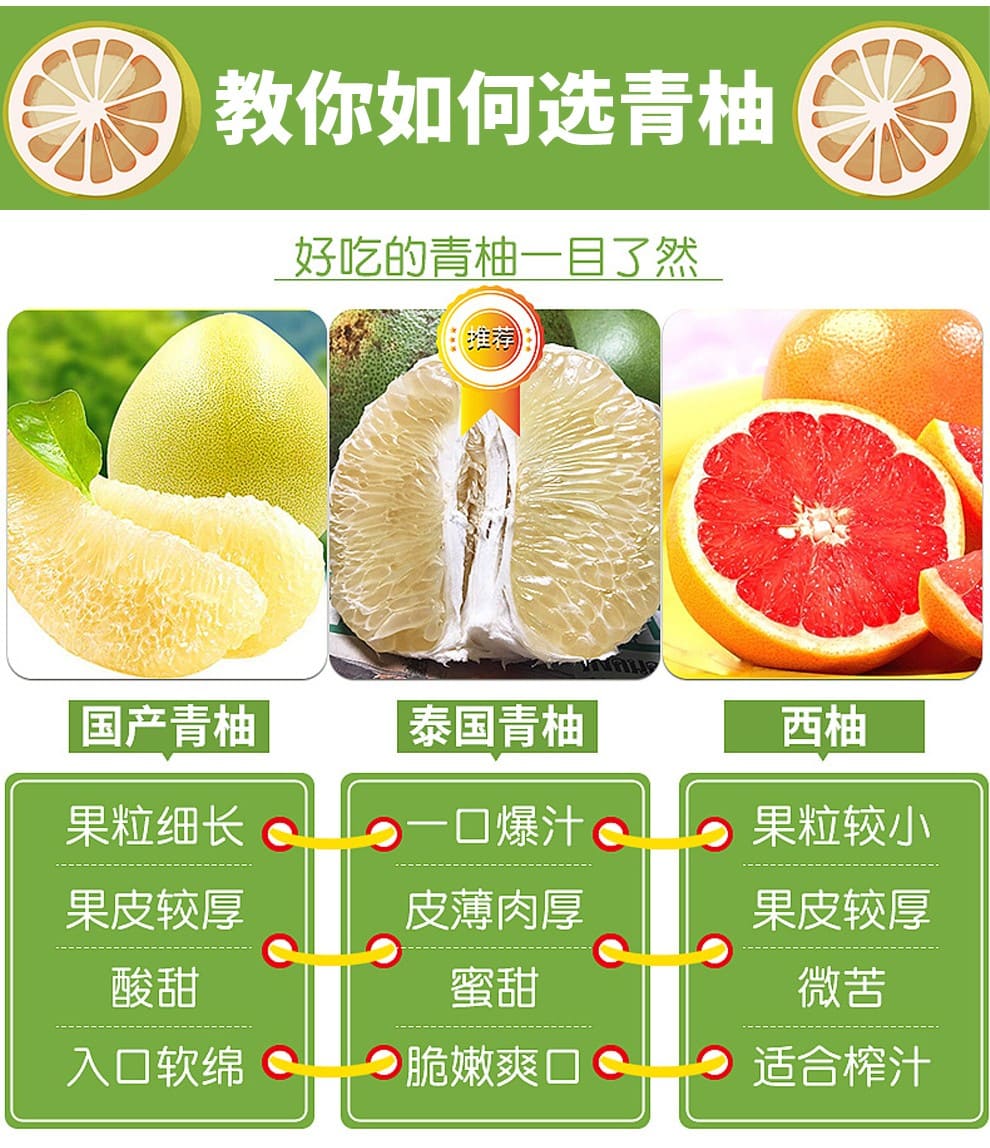 教你如何选青柚
好吃的青柚一目了然
推荐
国产青柚
泰国青柚
西柚
果粒细长
一口爆汁
果粒较小
果皮较厚
皮薄肉厚
果皮较厚
酸甜
蜜甜
微苦
入口软绵
脆嫩爽口
适合榨汁